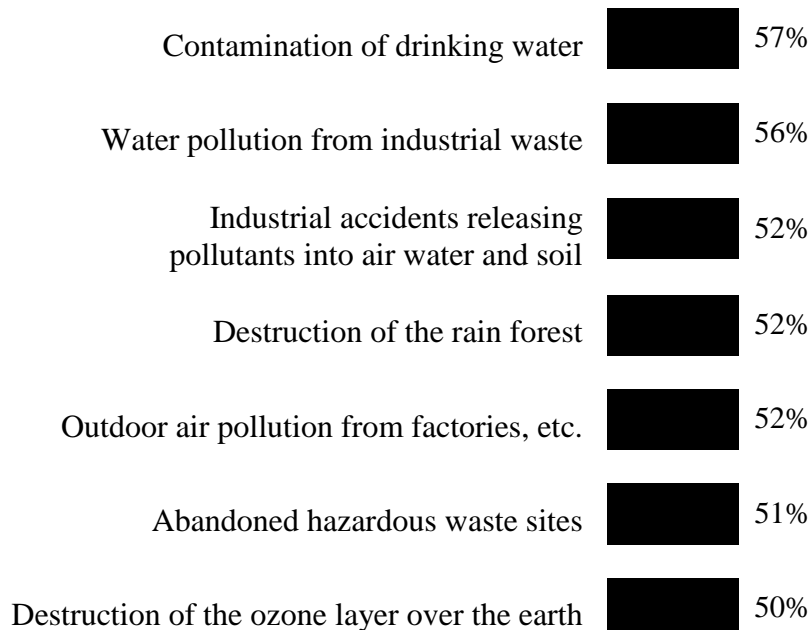 Contamination of drinking water 57%
Water pollution from industrial waste 56%
Industrial accidents releasing
pollutants into air water and soil 52%
Destruction of the rain forest 52%
Outdoor air pollution from factories, etc. 52%
Abandoned hazardous waste sites 51%
Destruction of the ozone layer over the earth 50%